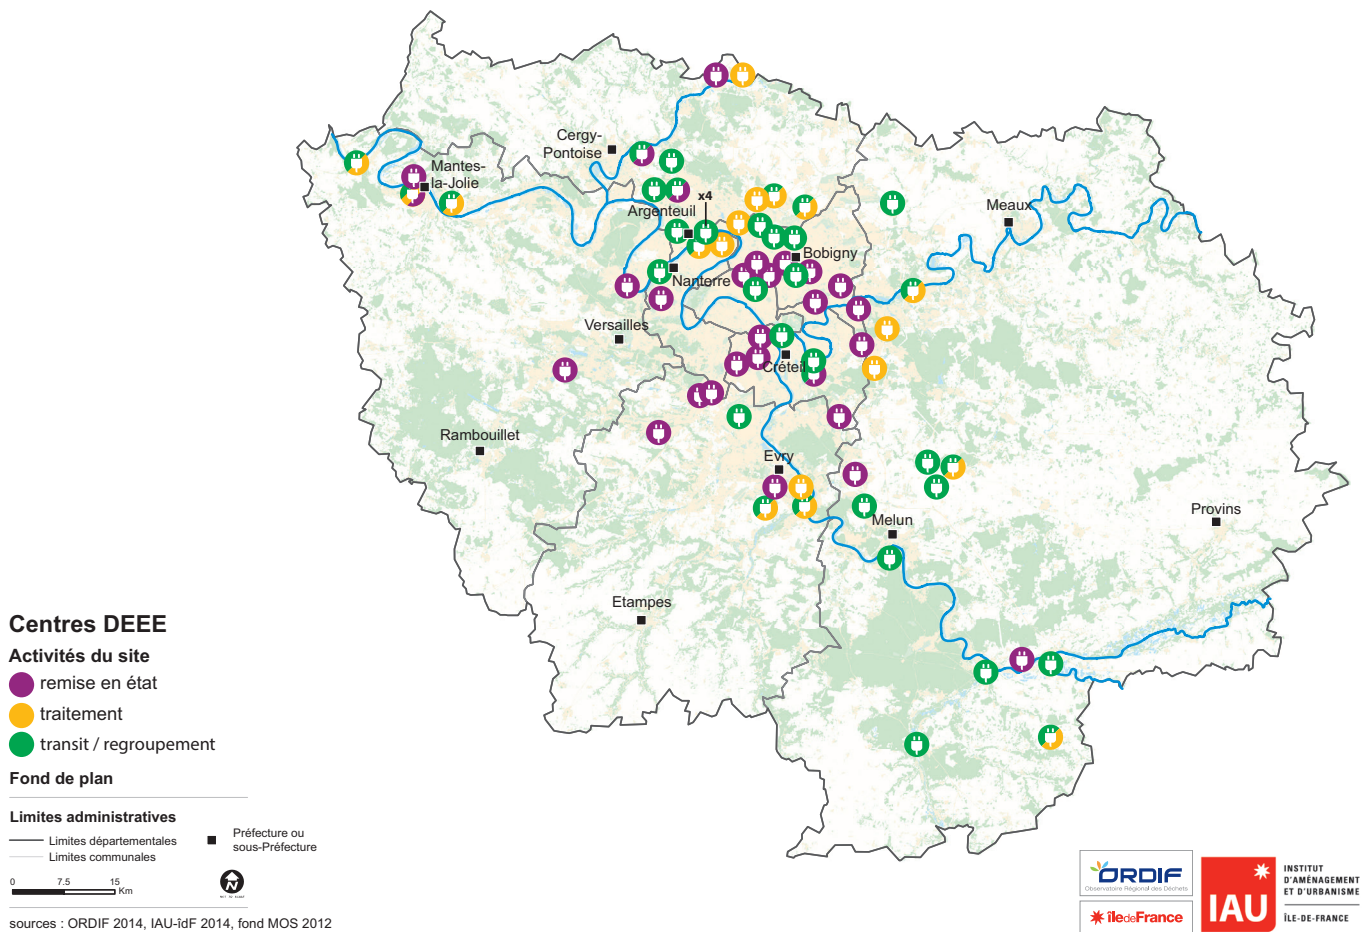 x4
Cergy-
Pontoise
Mantes-
la-Jolie
Argenteuil
Meaux
Bobigny
Nanterre
Versailles
Créteil
Rambouillet
Evry
Melun
Provins
Etampes
Centres DEEE
Activités du site
remise en état
traitement
transit / regroupement
Fond de plan
Limites administratives
Limites départementales
Limites communales
Préfecture ou
sous-Préfecture
0 7.5 15
Km
N
sources : ORDIF 2014, IAU-îdF 2014, fond MOS 2012
ORDIF
Observatoire Régional des Déchets
île de France
IAU
INSTITUT
D'AMÉNAGEMENT
ET D'URBANISME
ÎLE-DE-FRANCE